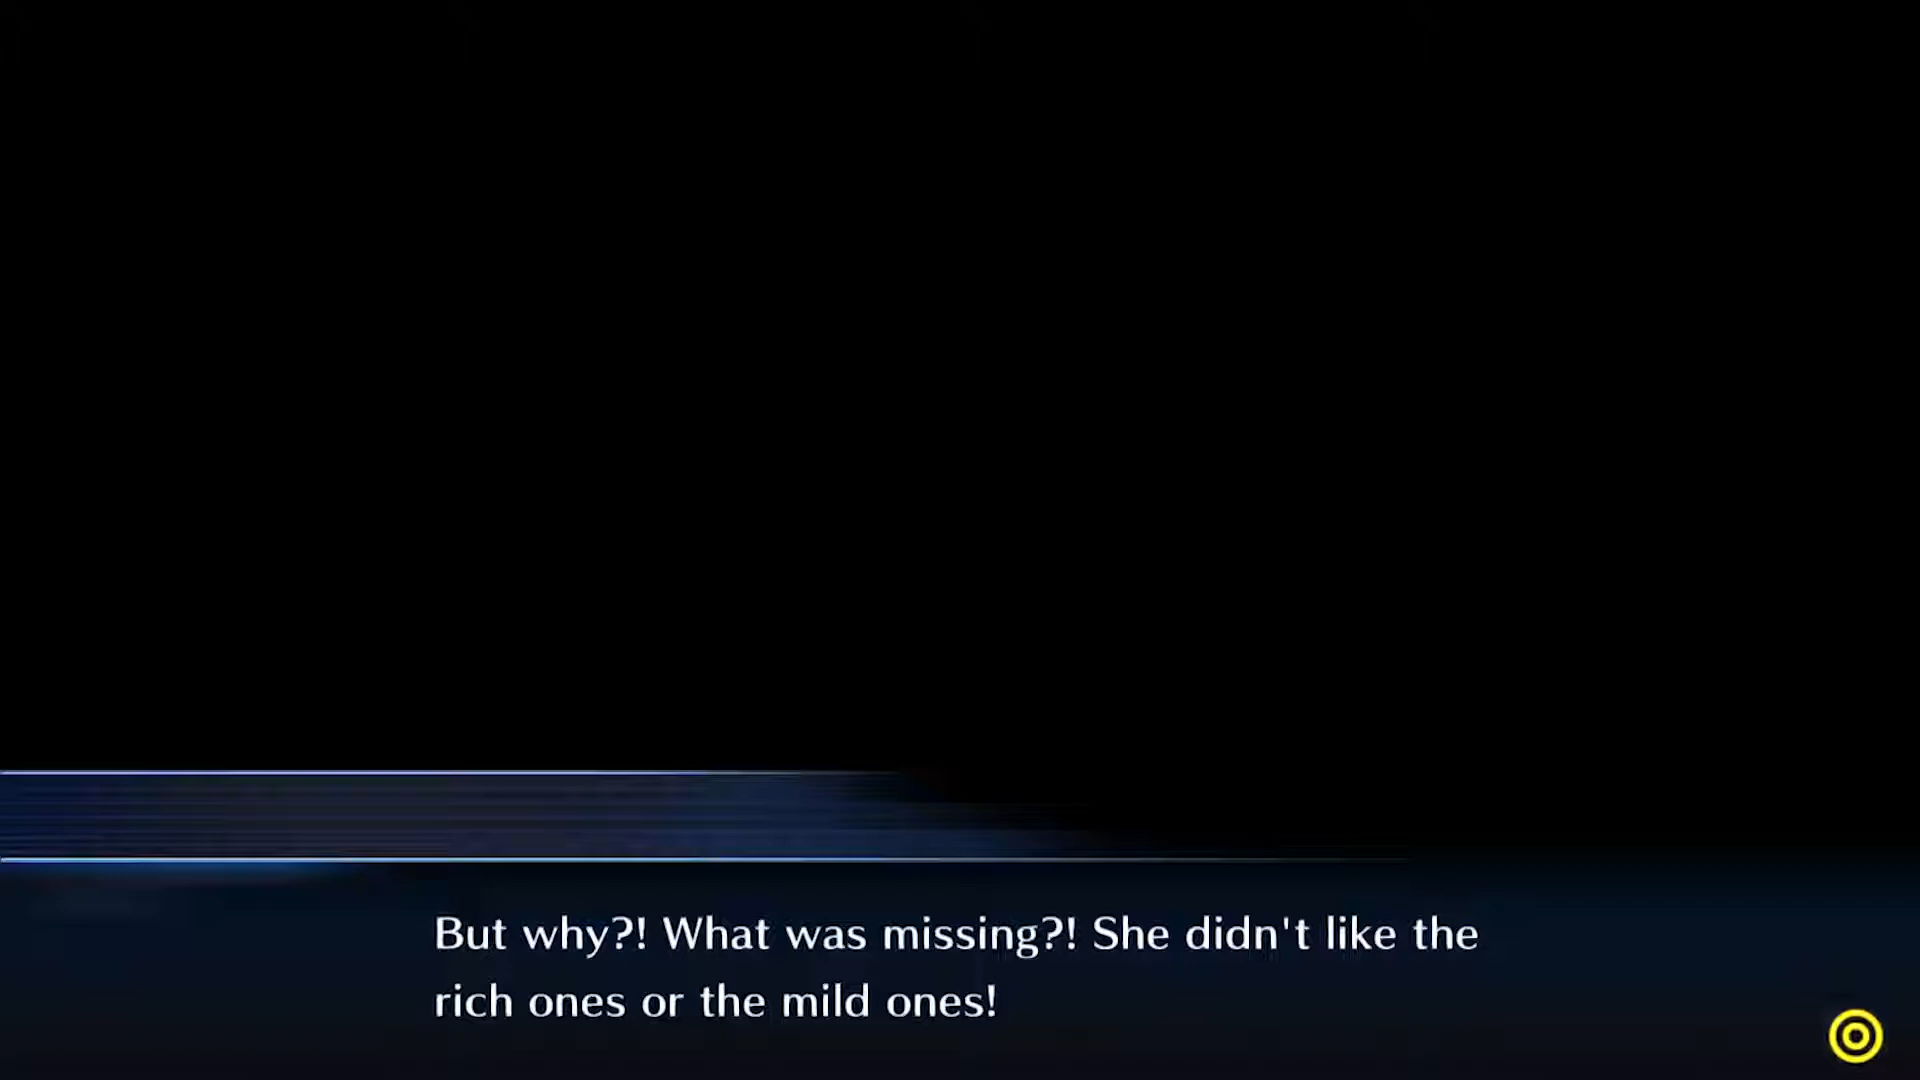 But why?! What was missing?! She didn't like the
rich ones or the mild ones!